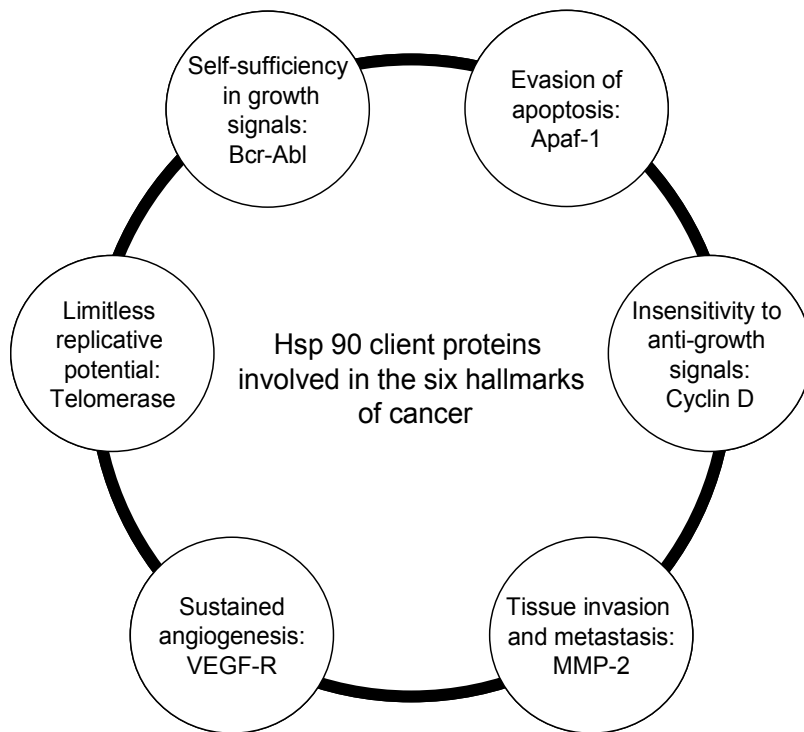 Self-sufficiency
in growth
signals:
Bcr-Abl
Evasion of
apoptosis:
Apaf-1
Limitless
replicative
potential:
Telomerase
Hsp 90 client proteins
involved in the six hallmarks
of cancer
Insensitivity to
anti-growth
signals:
Cyclin D
Sustained
angiogenesis:
VEGF-R
Tissue invasion
and metastasis:
MMP-2